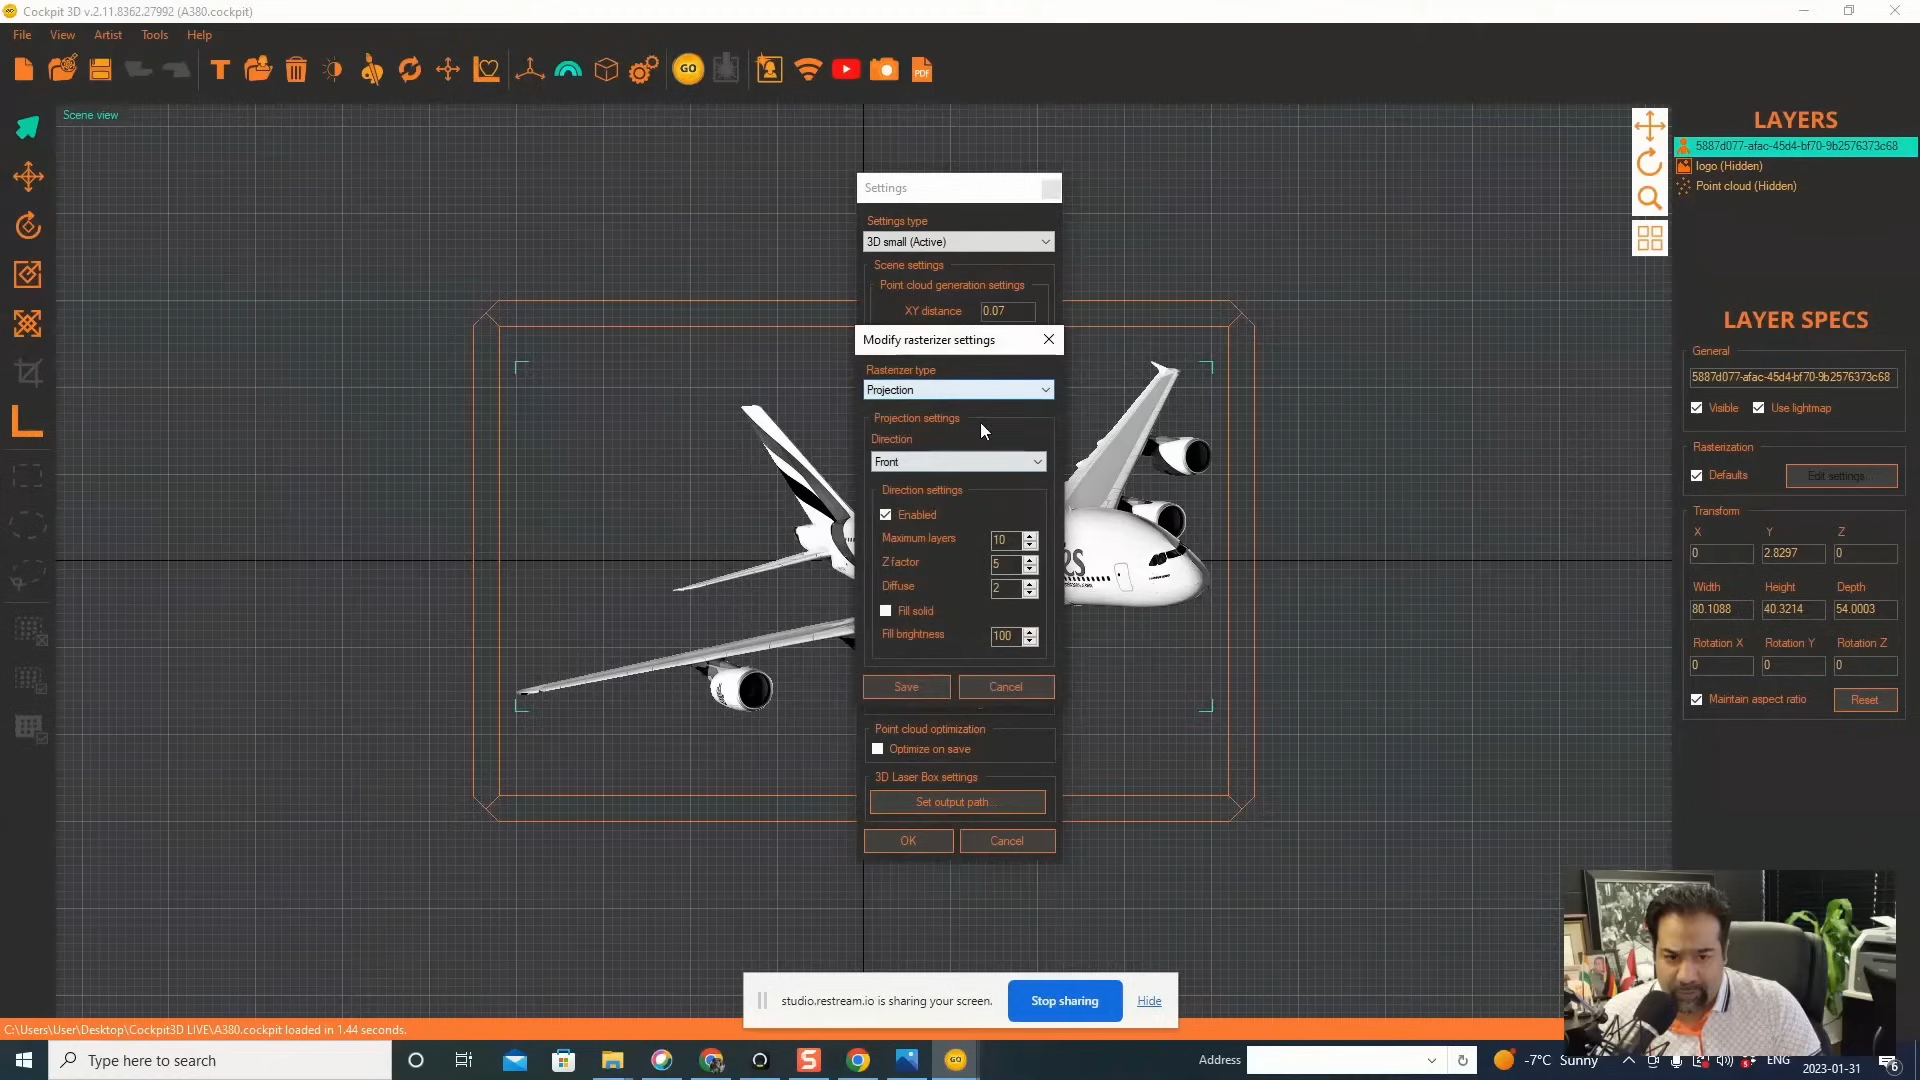 Cockpit 3D v.2.11.8362.27992 (A380.cockpit)
File View Artist Tools Help
T GO PDF
Scene view
Settings
Settings type
3D small (Active)
Scene settings
Point cloud generation settings
XY distance 0.07
Modify rasterizer settings
Rasterizer type
Projection
Projection settings
Direction
Front
Direction settings
Enabled
Maximum layers 10
Z factor 5
Diffuse 2
Fill solid
Fill brightness 100
Save Cancel
Point cloud optimization
Optimize on save
3D Laser Box settings
Set output path...
OK Cancel
LAYERS
5887d077-afac-45d4-bf70-9b2576373c68
logo (Hidden)
Point cloud (Hidden)
LAYER SPECS
General
5887d077-afac-45d4-bf70-9b2576373c68
Visible Use lightmap
Rasterization
Defaults Edit settings...
Transform
X Y Z
0 2.8297 0
Width Height Depth
80.1088 40.3214 54.0003
Rotation X Rotation Y Rotation Z
0 0 0
Maintain aspect ratio Reset
studio.restream.io is sharing your screen. Stop sharing Hide
C:\Users\User\Desktop\Cockpit3D LIVE\A380.cockpit loaded in 1.44 seconds.
Type here to search
S GO
Address
-7°C Sunny ENG
2023-01-31
6